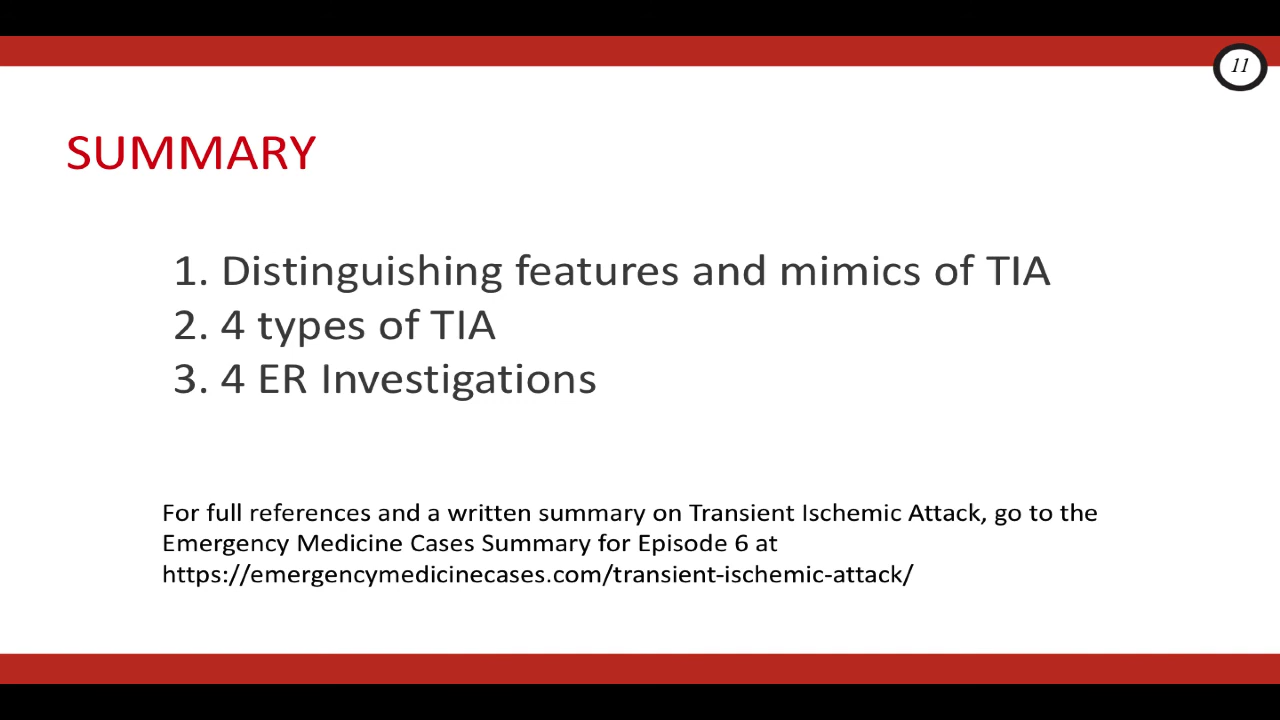 11
SUMMARY
1. Distinguishing features and mimics of TIA
2. 4 types of TIA
3. 4 ER Investigations
For full references and a written summary on Transient Ischemic Attack, go to the
Emergency Medicine Cases Summary for Episode 6 at
https://emergencymedicinecases.com/transient-ischemic-attack/